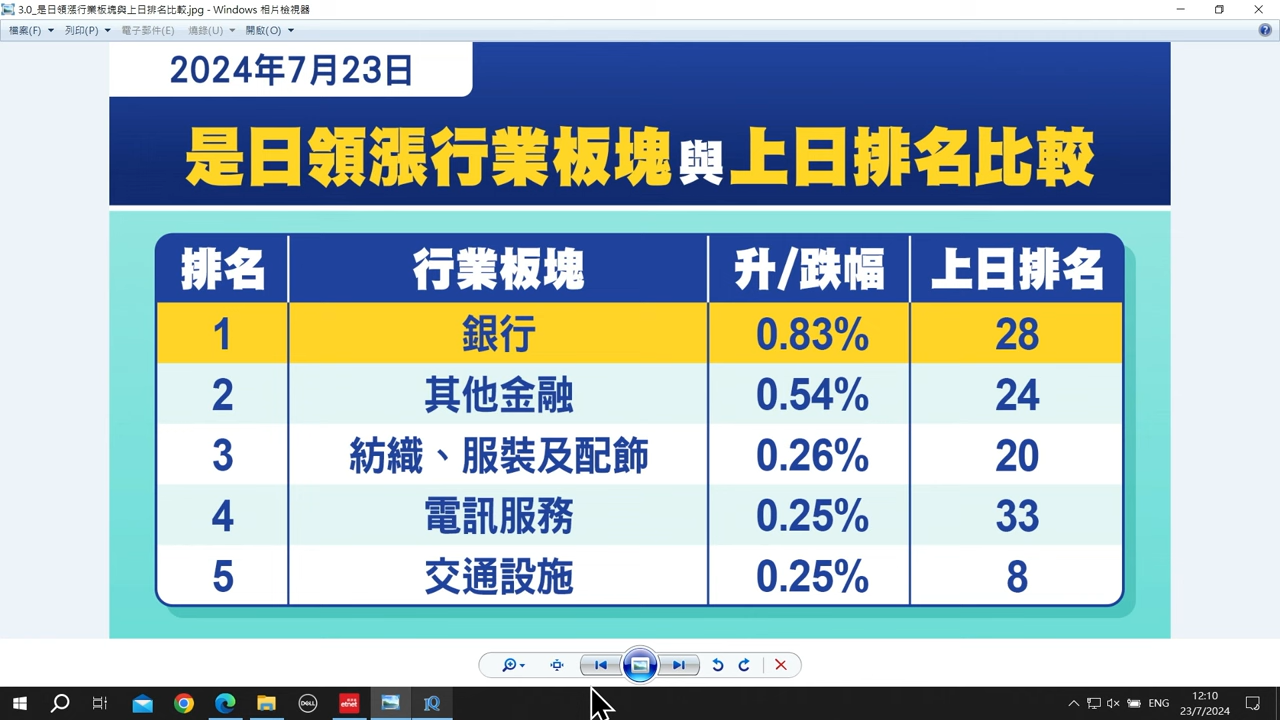 3.0_是日領漲行業板塊與上日排名比較.jpg - Windows 相片檢視器
檔案(F) 列印(P) 電子郵件(E) 燒錄(U) 開啟(O)
2024年7月23日
是日領漲行業板塊與上日排名比較
排名 行業板塊 升/跌幅 上日排名
1 銀行 0.83% 28
2 其他金融 0.54% 24
3 紡織、服裝及配飾 0.26% 20
4 電訊服務 0.25% 33
5 交通設施 0.25% 8
DELL etnet IQ ENG 12:10
23/7/2024